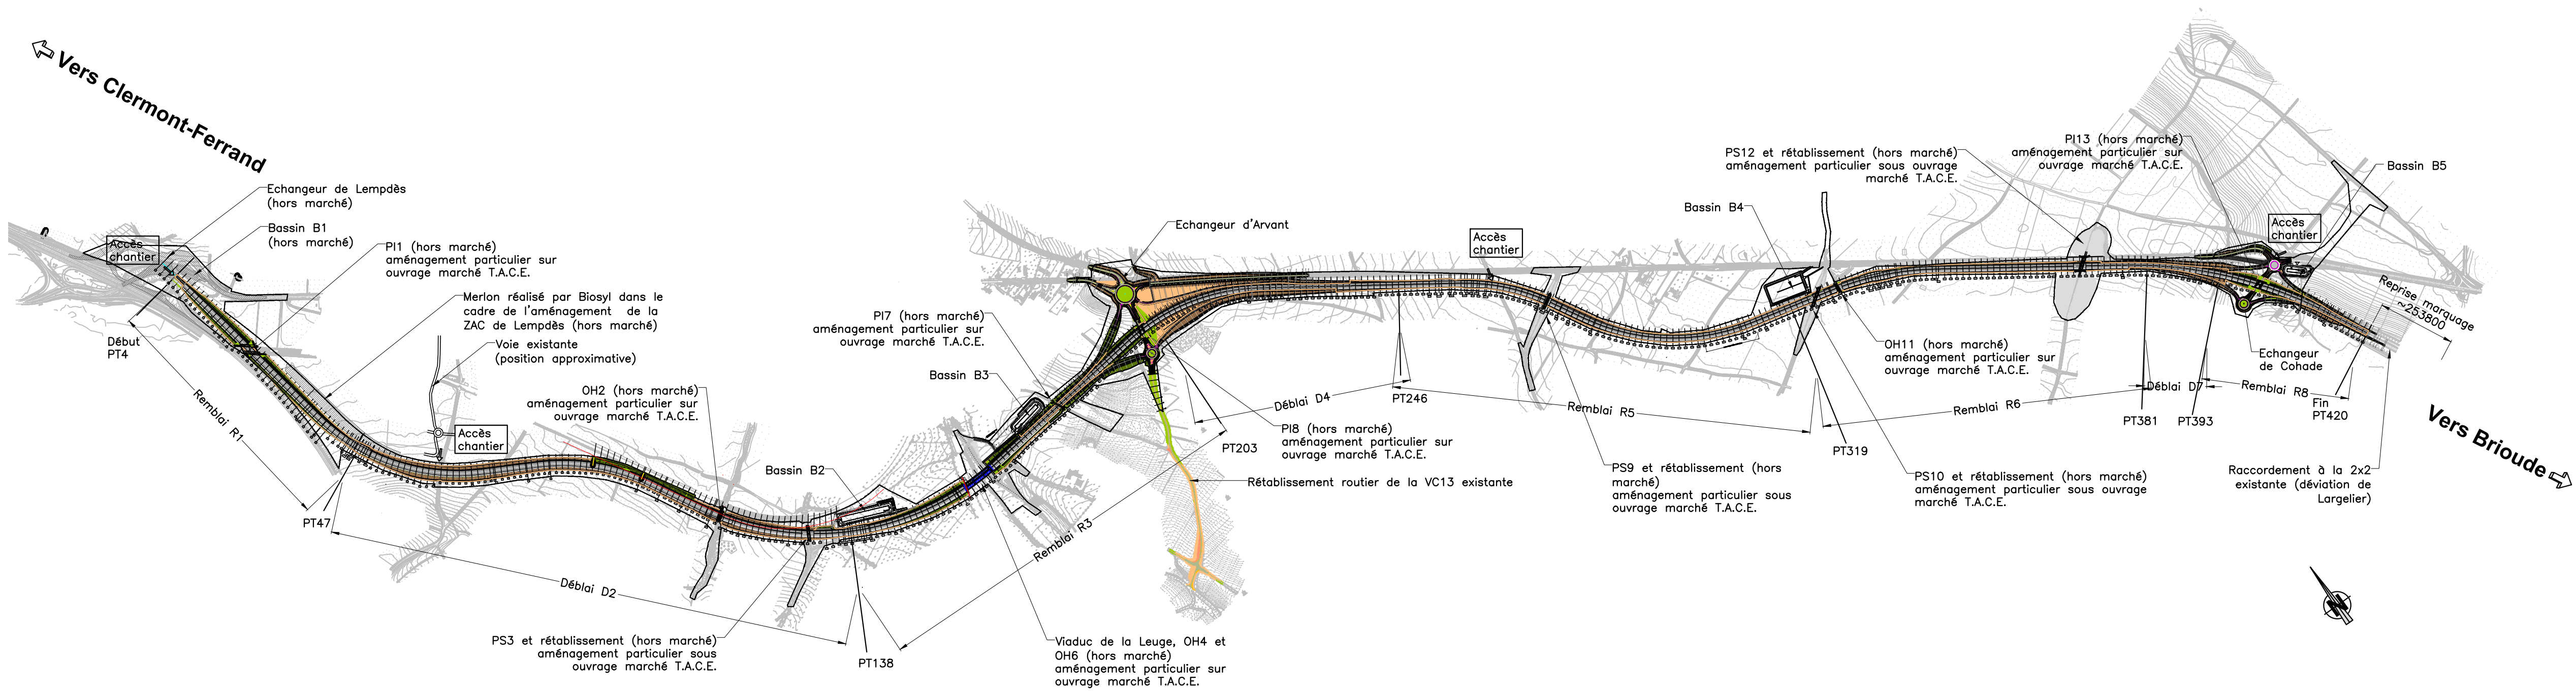 Vers Clermont-Ferrand
Echangeur de Lempdès
(hors marché)
Bassin B1
(hors marché)
Accès
chantier
PI1 (hors marché)
aménagement particulier sur
ouvrage marché T.A.C.E.
Merlon réalisé par Biosyl dans le
cadre de l'aménagement de la
ZAC de Lempdès (hors marché)
Voie existante
(position approximative)
Début
PT4
Remblai R1
PT47
Accès
chantier
OH2 (hors marché)
aménagement particulier sur
ouvrage marché T.A.C.E.
Déblai D2
PS3 et rétablissement (hors marché)
aménagement particulier sous
ouvrage marché T.A.C.E.
Bassin B2
PT138
PI7 (hors marché)
aménagement particulier sur
ouvrage marché T.A.C.E.
Bassin B3
Remblai R3
Viaduc de la Leuge, OH4 et
OH6 (hors marché)
aménagement particulier sur
ouvrage marché T.A.C.E.
Echangeur d'Arvant
PT203
PI8 (hors marché)
aménagement particulier sur
ouvrage marché T.A.C.E.
Rétablissement routier de la VC13 existante
Déblai D4
PT246
Accès
chantier
Remblai R5
PS9 et rétablissement (hors
marché)
aménagement particulier sous
ouvrage marché T.A.C.E.
Bassin B4
PT319
OH11 (hors marché)
aménagement particulier sur
ouvrage marché T.A.C.E.
PS10 et rétablissement (hors marché)
aménagement particulier sous ouvrage
marché T.A.C.E.
PS12 et rétablissement (hors marché)
aménagement particulier sous ouvrage
marché T.A.C.E.
Remblai R6
PT381
Déblai D7
PT393
PI13 (hors marché)
aménagement particulier sur
ouvrage marché T.A.C.E.
Accès
chantier
Bassin B5
Remblai R8
Echangeur
de Cohade
Fin
PT420
Reprise marquage
~253800
Raccordement à la 2x2
existante (déviation de
Largelier)
Vers Brioude
N